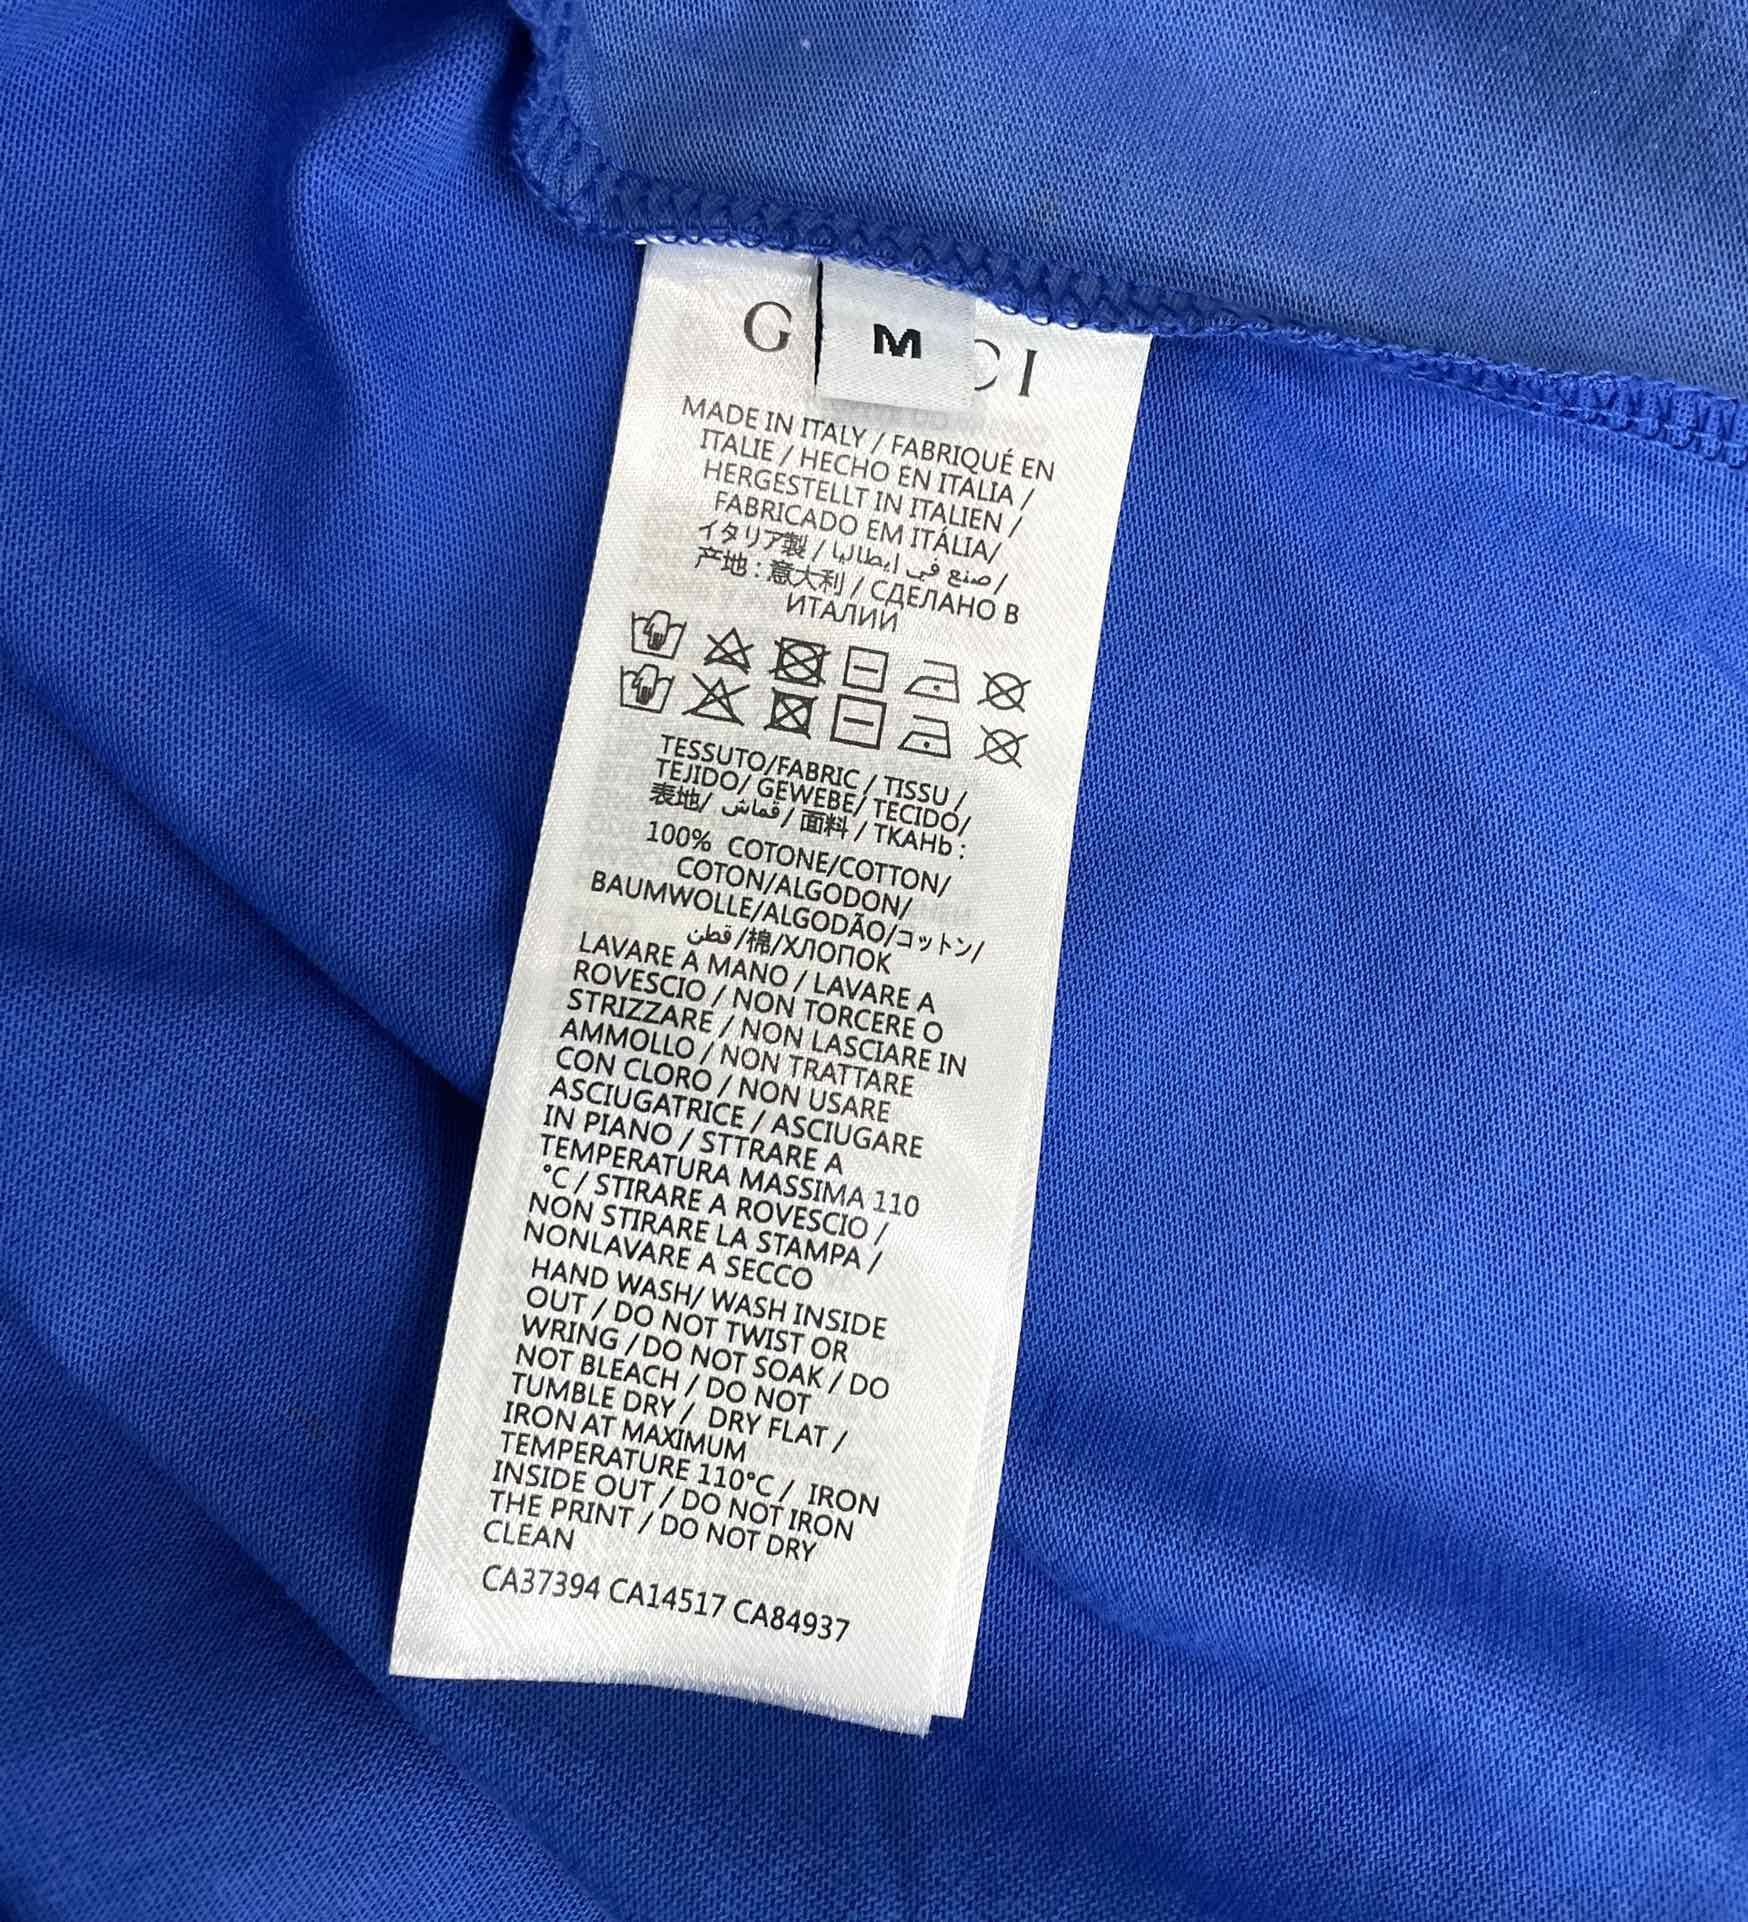 G CI
M
MADE IN ITALY / FABRIQUÉ EN
ITALIE / HECHO EN ITALIA /
HERGESTELLT IN ITALIEN /
FABRICADO EM ITÁLIA/
イタリア製 / صنع في إيطاليا /
产地 : 意大利 / СДЕЛАНО В
ИТАЛИИ
TESSUTO/FABRIC / TISSU /
TEJIDO/ GEWEBE/ TECIDO/
表地/ قماش / 面料 / ТКАНЬ :
100% COTONE/COTTON/
COTON/ALGODON/
BAUMWOLLE/ALGODÃO/コットン/
قطن /棉/ХЛОПОК
LAVARE A MANO / LAVARE A
ROVESCIO / NON TORCERE O
STRIZZARE / NON LASCIARE IN
AMMOLLO / NON TRATTARE
CON CLORO / NON USARE
ASCIUGATRICE / ASCIUGARE
IN PIANO / STTRARE A
TEMPERATURA MASSIMA 110
°C / STIRARE A ROVESCIO /
NON STIRARE LA STAMPA /
NONLAVARE A SECCO
HAND WASH/ WASH INSIDE
OUT / DO NOT TWIST OR
WRING / DO NOT SOAK / DO
NOT BLEACH / DO NOT
TUMBLE DRY / DRY FLAT /
IRON AT MAXIMUM
TEMPERATURE 110°C / IRON
INSIDE OUT / DO NOT IRON
THE PRINT / DO NOT DRY
CLEAN
CA37394 CA14517 CA84937